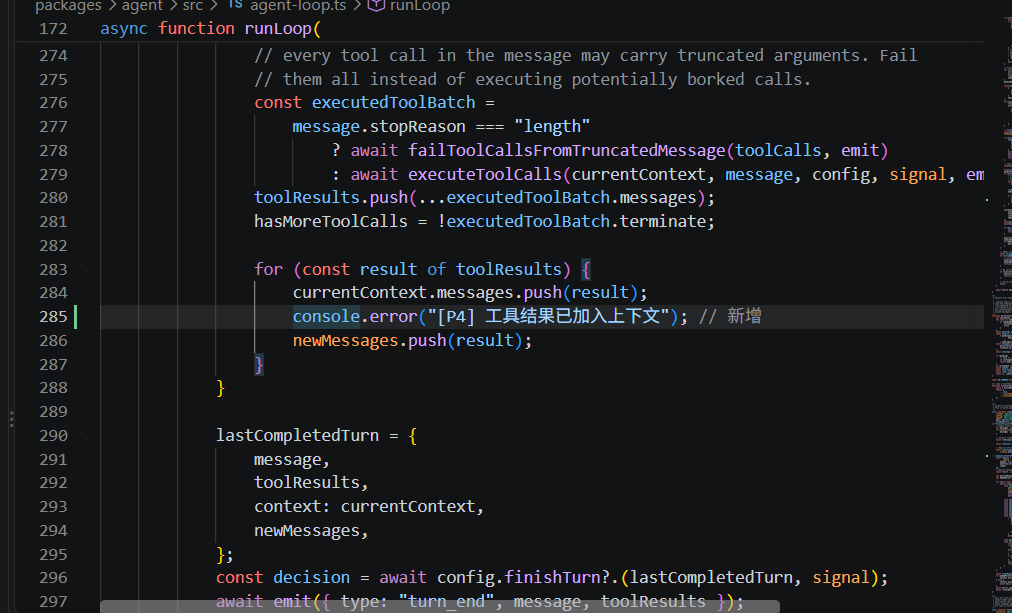 packages > agent > src > TS agent-loop.ts > runLoop
172 async function runLoop(
274 // every tool call in the message may carry truncated arguments. Fail
275 // them all instead of executing potentially borked calls.
276 const executedToolBatch =
277 message.stopReason === "length"
278 ? await failToolCallsFromTruncatedMessage(toolCalls, emit)
279 : await executeToolCalls(currentContext, message, config, signal, em
280 toolResults.push(...executedToolBatch.messages);
281 hasMoreToolCalls = !executedToolBatch.terminate;
282
283 for (const result of toolResults) {
284 currentContext.messages.push(result);
285 console.error("[P4] 工具结果已加入上下文"); // 新增
286 newMessages.push(result);
287 }
288 }
289
290 lastCompletedTurn = {
291 message,
292 toolResults,
293 context: currentContext,
294 newMessages,
295 };
296 const decision = await config.finishTurn?.(lastCompletedTurn, signal);
297 await emit({ type: "turn_end", message, toolResults });